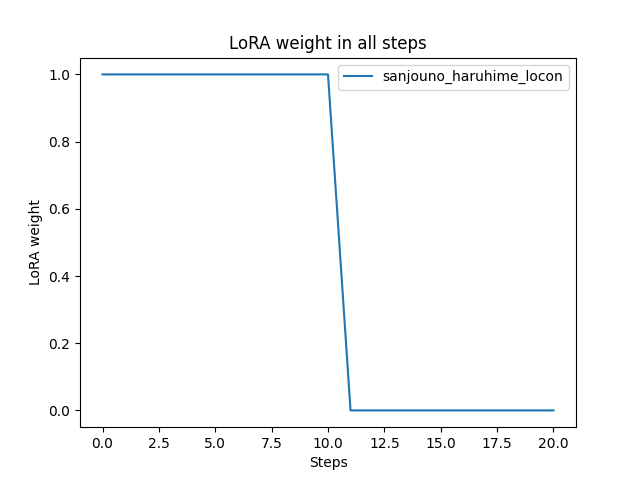 LoRA weight in all steps
sanjouno_haruhime_locon
1.0
0.8
0.6
0.4
0.2
0.0
LoRA weight
0.0 2.5 5.0 7.5 10.0 12.5 15.0 17.5 20.0
Steps